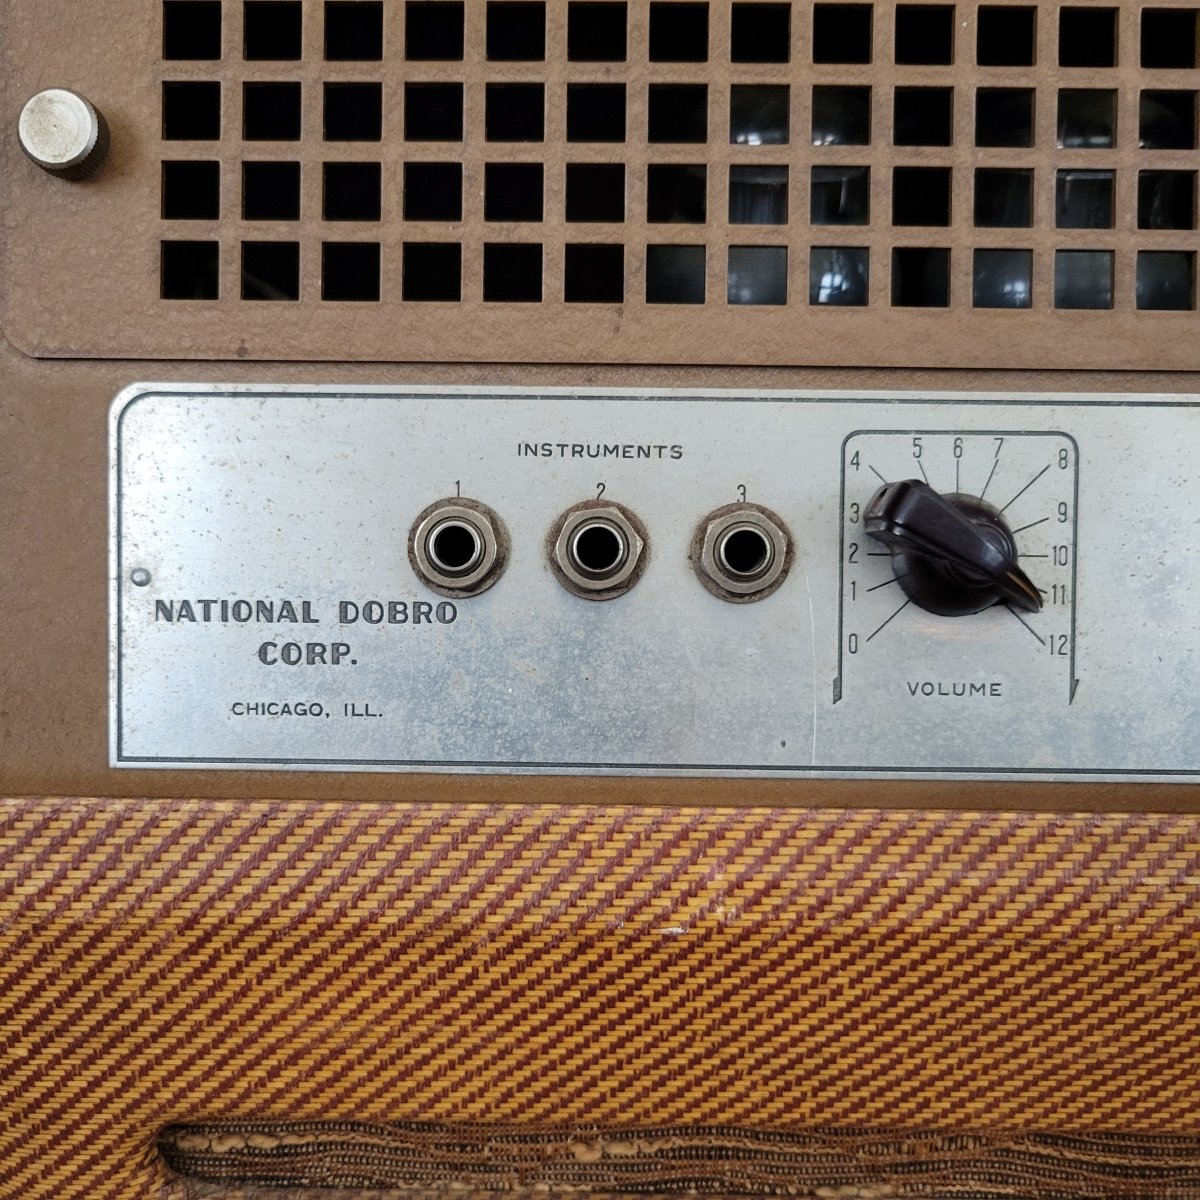 INSTRUMENTS
1 2 3
NATIONAL DOBRO
CORP.
CHICAGO, ILL.
0 1 2 3 4 5 6 7 8 9 10 11 12
VOLUME